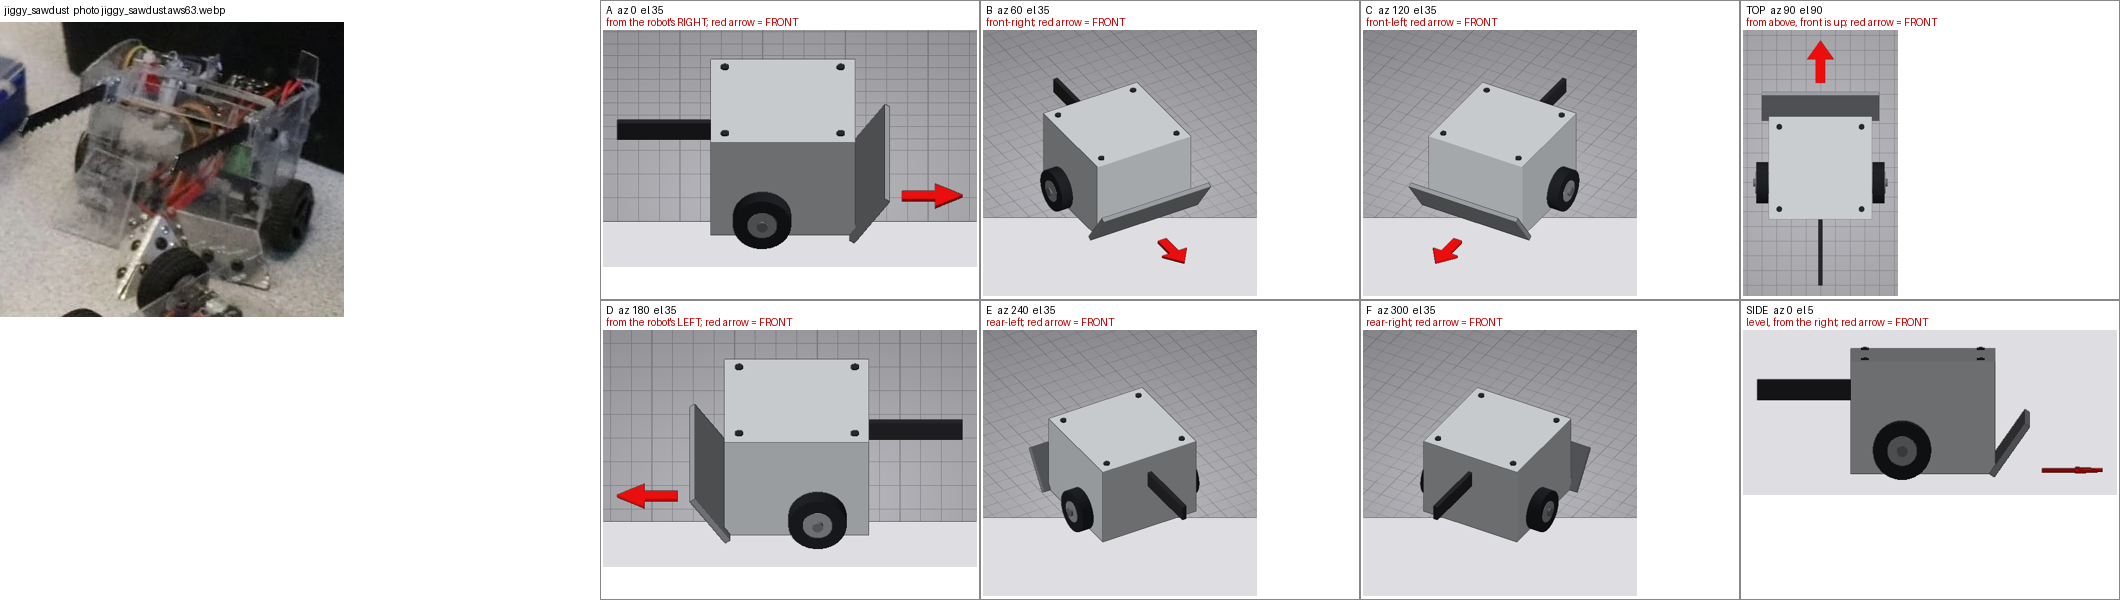 jiggy_sawdust photo jiggy_sawdust.aws63.webp
A az 0 el 35
from the robot's RIGHT; red arrow = FRONT
B az 60 el 35
front-right; red arrow = FRONT
C az 120 el 35
front-left; red arrow = FRONT
TOP az 90 el 90
from above, front is up; red arrow = FRONT
D az 180 el 35
from the robot's LEFT; red arrow = FRONT
E az 240 el 35
rear-left; red arrow = FRONT
F az 300 el 35
rear-right; red arrow = FRONT
SIDE az 0 el 5
level, from the right; red arrow = FRONT